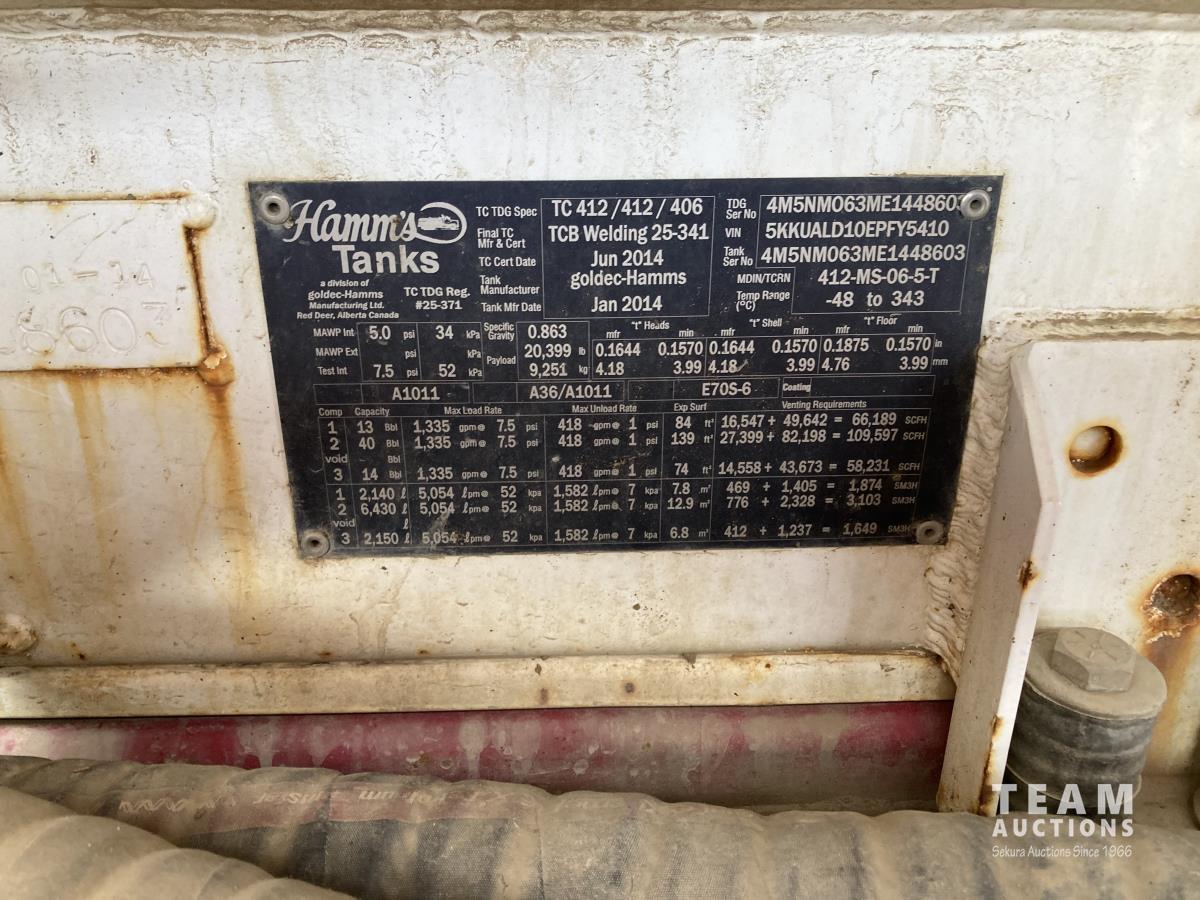 Hamm's
Tanks
a division of
goldec-Hamms
Manufacturing Ltd.
Red Deer, Alberta Canada
TC TDG Reg.
#25-371
TC TDG Spec TC 412 /412 / 406
Final TC
Mfr & Cert TCB Welding 25-341
TC Cert Date Jun 2014
Tank
Manufacturer goldec-Hamms
Tank Mfr Date Jan 2014
TDG
Ser No 4M5NMO63ME1448603
VIN 5KKUALD10EPFY5410
Tank
Ser No 4M5NMO63ME1448603
MDIN/TCRN 412-MS-06-5-T
Temp Range
(°C) -48 to 343
MAWP Int 5.0 psi 34 kPa
MAWP Ext psi kPa
Test Int 7.5 psi 52 kPa
Specific
Gravity 0.863
Payload 20,399 lb
9,251 kg
"t" Heads "t" Shell "t" Floor
mfr min mfr min mfr min
0.1644 0.1570 0.1644 0.1570 0.1875 0.1570 in
4.18 3.99 4.18 3.99 4.76 3.99 mm
A1011 A36/A1011 E70S-6 Coating
Comp Capacity Max Load Rate Max Unload Rate Exp Surf Venting Requirements
1 13 Bbl 1,335 gpm@ 7.5 psi 418 gpm@ 1 psi 84 ft² 16,547 + 49,642 = 66,189 SCFH
2 40 Bbl 1,335 gpm@ 7.5 psi 418 gpm@ 1 psi 139 ft² 27,399 + 82,198 = 109,597 SCFH
void Bbl
3 14 Bbl 1,335 gpm@ 7.5 psi 418 gpm@ 1 psi 74 ft² 14,558 + 43,673 = 58,231 SCFH
1 2,140 ℓ 5,054 ℓpm@ 52 kpa 1,582 ℓpm@ 7 kpa 7.8 m² 469 + 1,405 = 1,874 SM3H
2 6,430 ℓ 5,054 ℓpm@ 52 kpa 1,582 ℓpm@ 7 kpa 12.9 m² 776 + 2,328 = 3,103 SM3H
void ℓ
3 2,150 ℓ 5,054 ℓpm@ 52 kpa 1,582 ℓpm@ 7 kpa 6.8 m² 412 + 1,237 = 1,649 SM3H
01-14
8603
TEAM
AUCTIONS
Sekura Auctions Since 1966